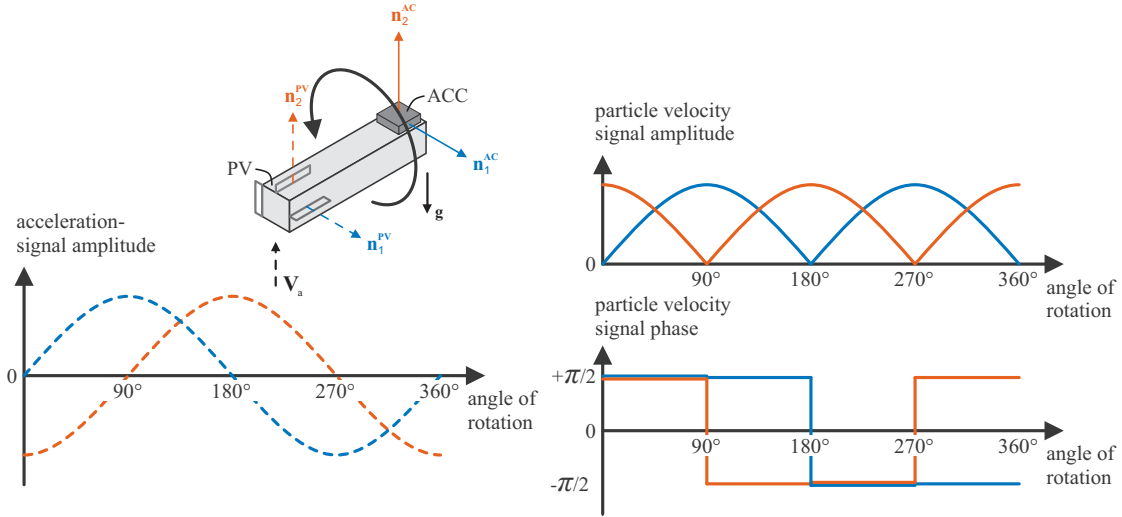 n₂ᴬᶜ
ACC
n₂ᴾⱽ
PV
n₁ᴬᶜ
g
n₁ᴾⱽ
Vₐ
acceleration-
signal amplitude
0
90° 180° 270° 360°
angle of
rotation
particle velocity
signal amplitude
0
90° 180° 270° 360°
angle of
rotation
particle velocity
signal phase
+π/2
0
90° 180° 270° 360°
angle of
rotation
-π/2